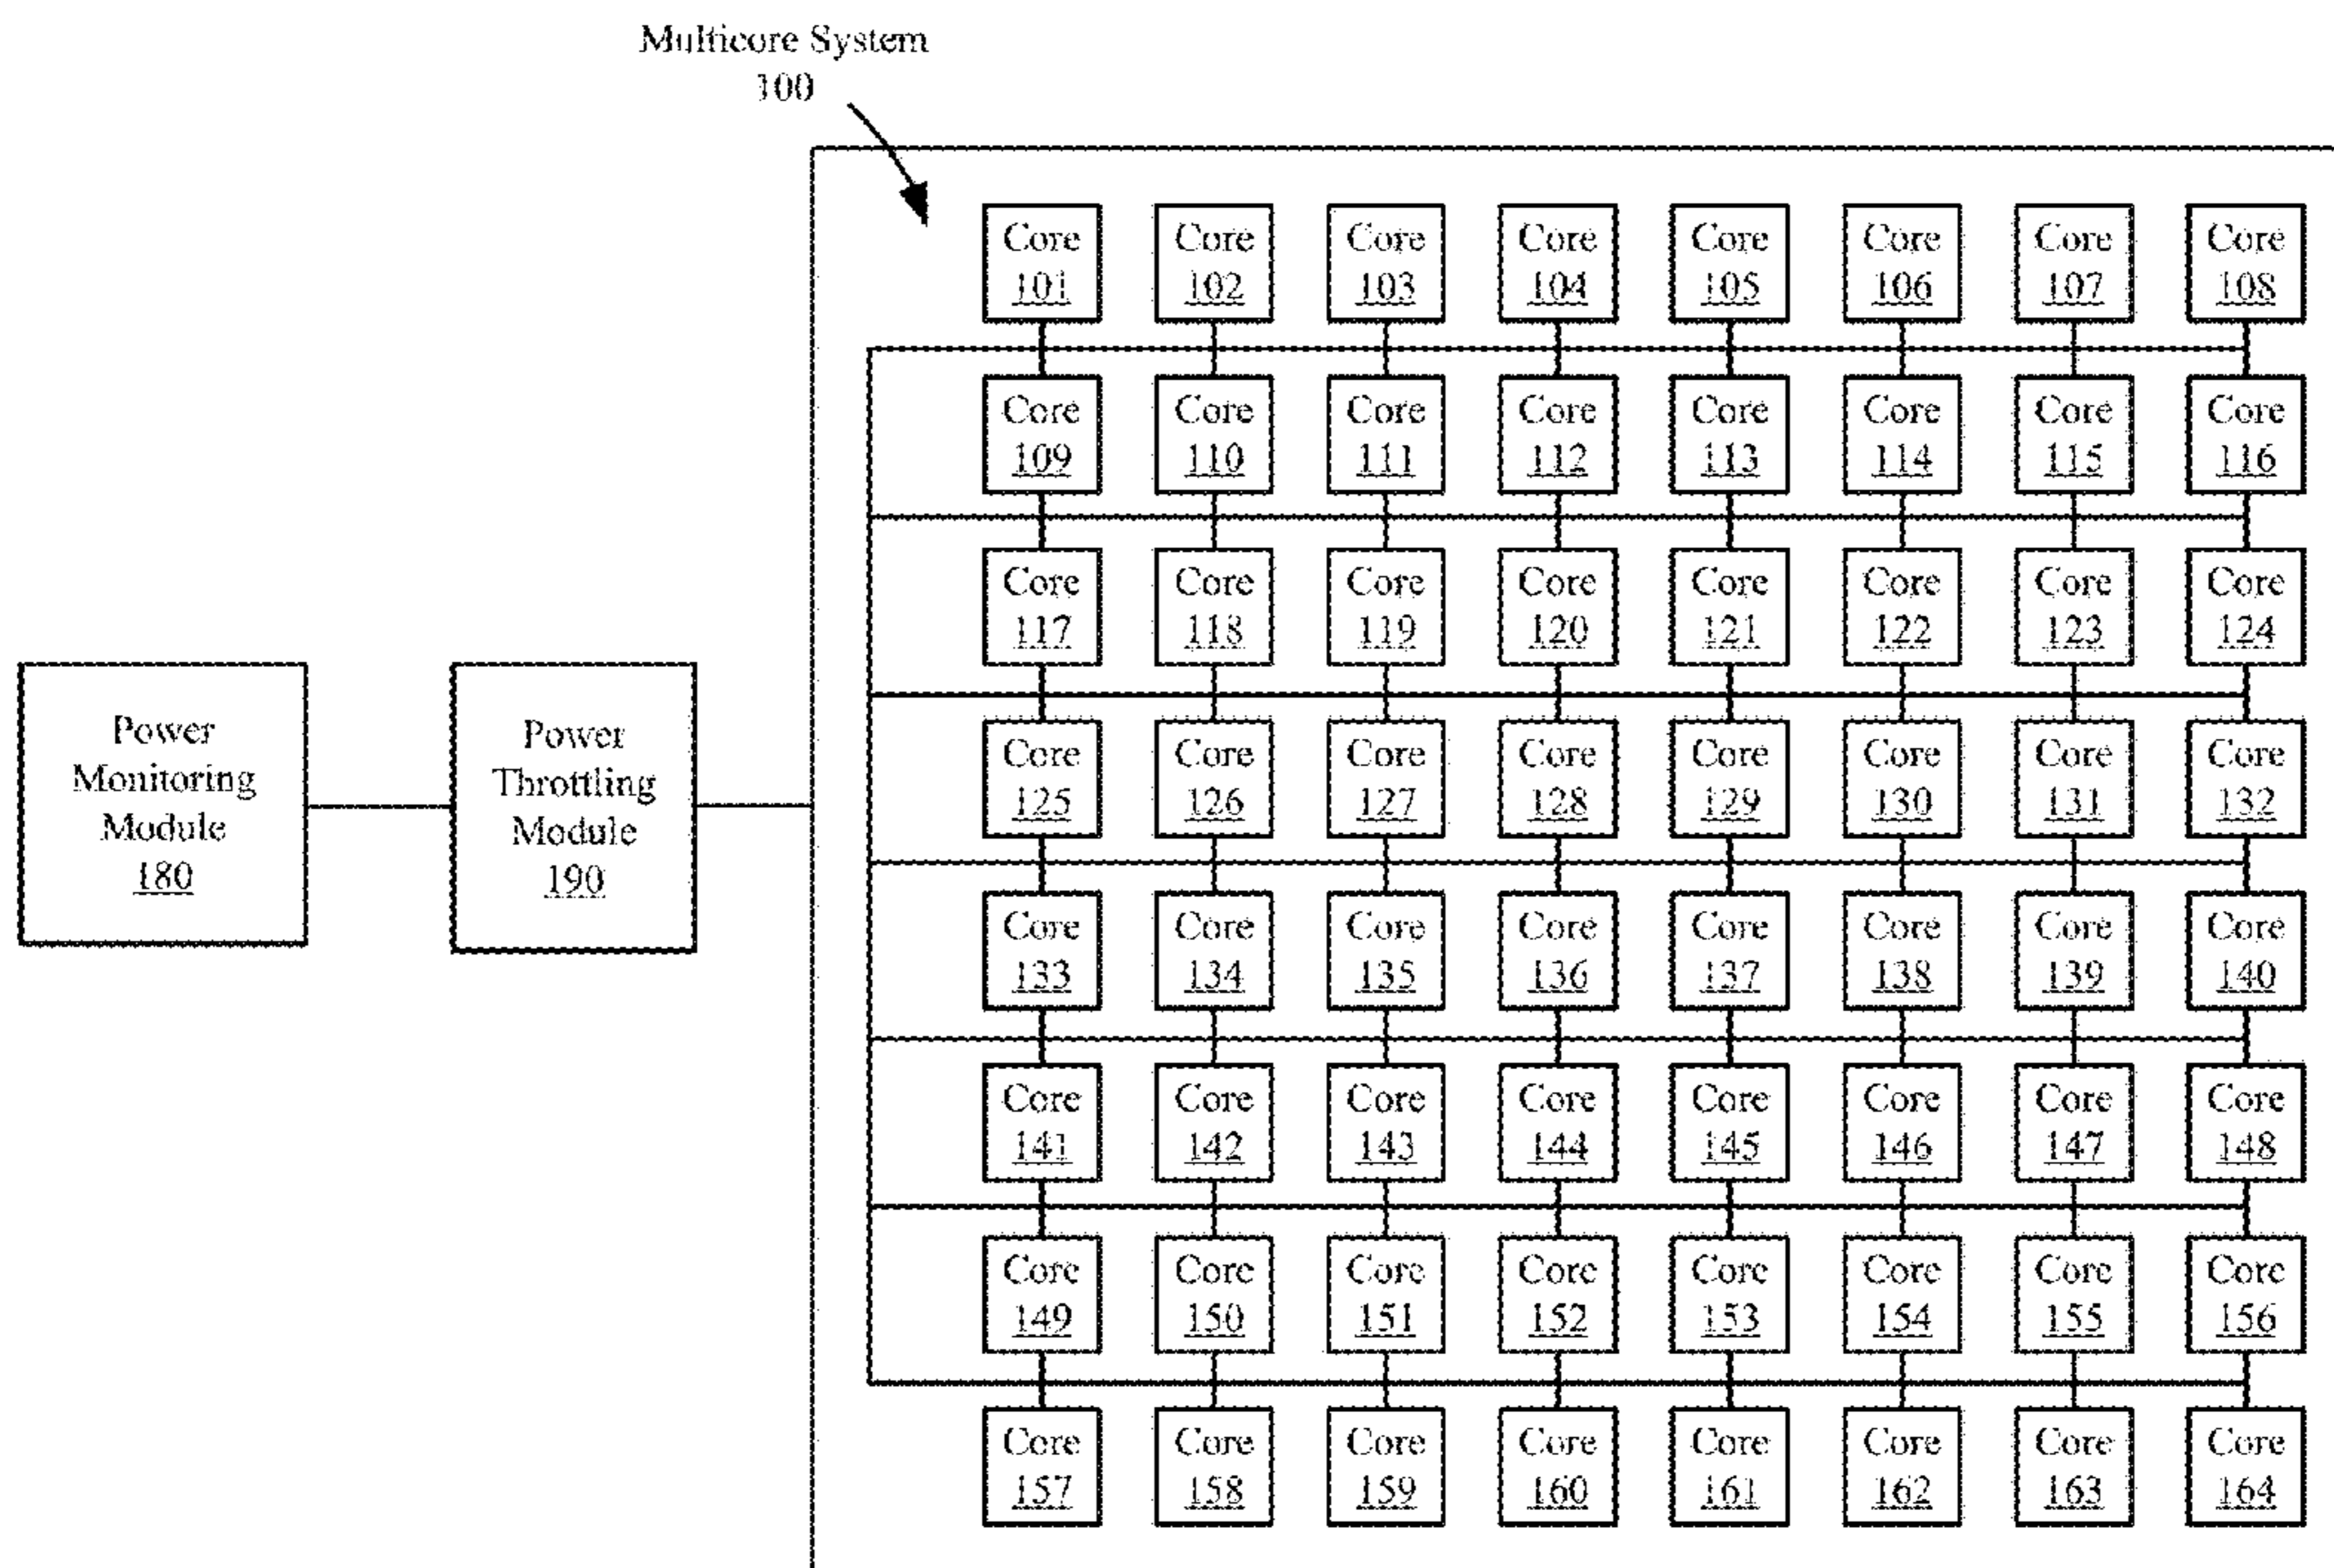 Multicore System
100
Core Core Core Core Core Core Core Core
101 102 103 104 105 106 107 108
Core Core Core Core Core Core Core Core
109 110 111 112 113 114 115 116
Core Core Core Core Core Core Core Core
117 118 119 120 121 122 123 124
Power
Monitoring
Module
180
Power
Throttling
Module
190
Core Core Core Core Core Core Core Core
125 126 127 128 129 130 131 132
Core Core Core Core Core Core Core Core
133 134 135 136 137 138 139 140
Core Core Core Core Core Core Core Core
141 142 143 144 145 146 147 148
Core Core Core Core Core Core Core Core
149 150 151 152 153 154 155 156
Core Core Core Core Core Core Core Core
157 158 159 160 161 162 163 164